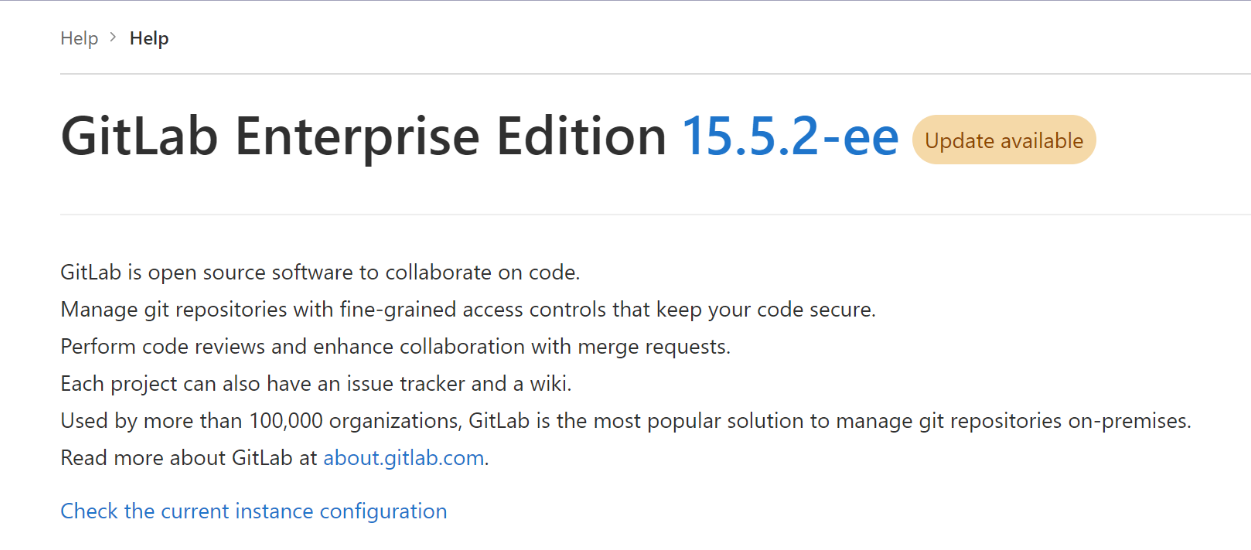 Help > Help
GitLab Enterprise Edition 15.5.2-ee Update available
GitLab is open source software to collaborate on code.
Manage git repositories with fine-grained access controls that keep your code secure.
Perform code reviews and enhance collaboration with merge requests.
Each project can also have an issue tracker and a wiki.
Used by more than 100,000 organizations, GitLab is the most popular solution to manage git repositories on-premises.
Read more about GitLab at about.gitlab.com.
Check the current instance configuration